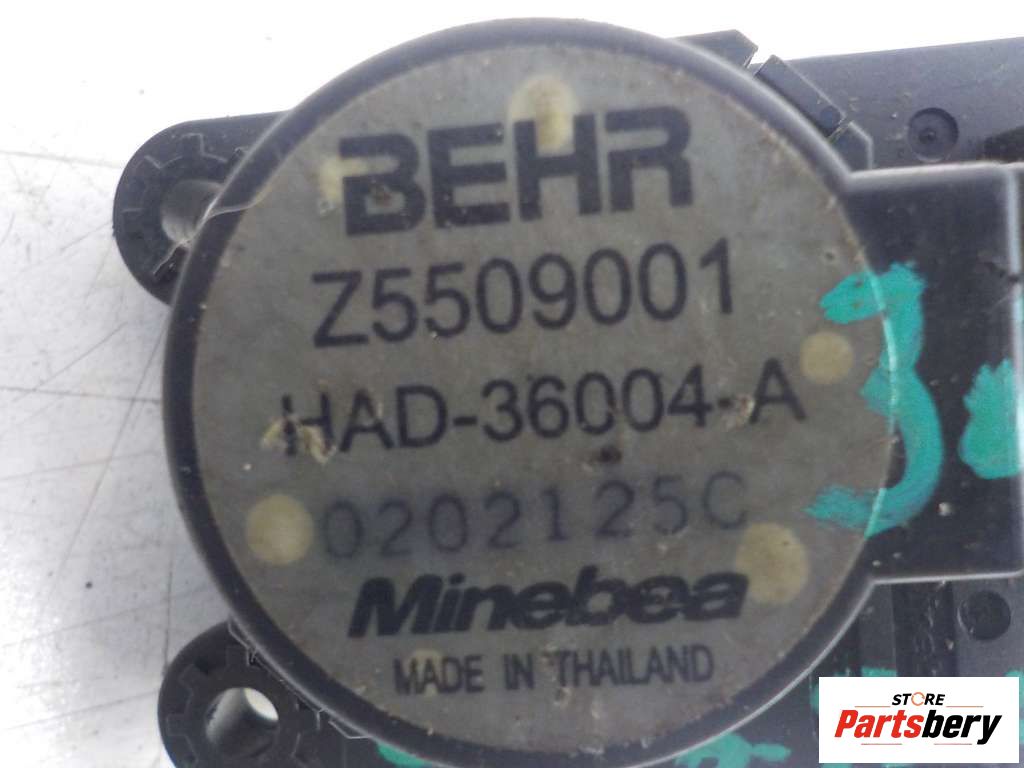 BEHR
Z5509001
HAD-36004-A
0202125C
Minebea
MADE IN THAILAND
STORE
Partsbery